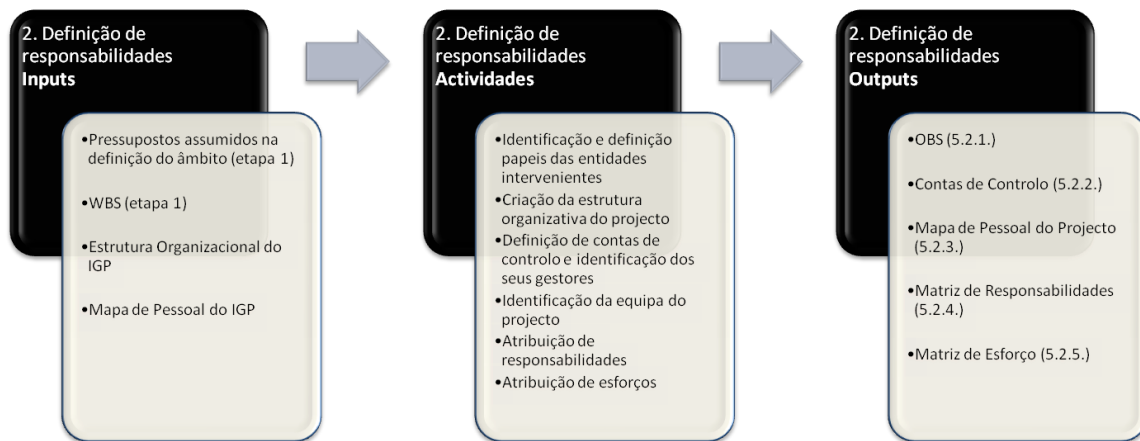 2. Definição de
responsabilidades
Inputs
•Pressupostos assumidos na
definição do âmbito (etapa 1)
•WBS (etapa 1)
•Estrutura Organizacional do
IGP
•Mapa de Pessoal do IGP
2. Definição de
responsabilidades
Actividades
•Identificação e definição
papeis das entidades
intervenientes
•Criação da estrutura
organizativa do projecto
•Definição de contas de
controlo e identificação dos
seus gestores
•Identificação da equipa do
projecto
•Atribuição de
responsabilidades
•Atribuição de esforços
2. Definição de
responsabilidades
Outputs
•OBS (5.2.1.)
•Contas de Controlo (5.2.2.)
•Mapa de Pessoal do Projecto
(5.2.3.)
•Matriz de Responsabilidades
(5.2.4.)
•Matriz de Esforço (5.2.5.)